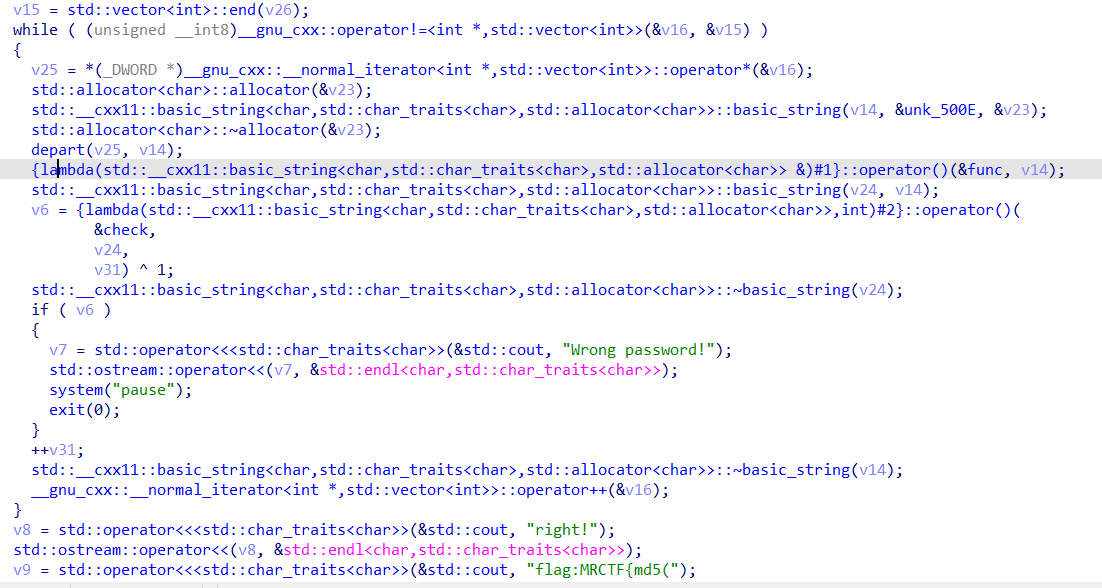 v15 = std::vector<int>::end(v26);
while ( (unsigned __int8)__gnu_cxx::operator!=<int *,std::vector<int>>(&v16, &v15) )
{
v25 = *(_DWORD *)__gnu_cxx::__normal_iterator<int *,std::vector<int>>::operator*(&v16);
std::allocator<char>::allocator(&v23);
std::__cxx11::basic_string<char,std::char_traits<char>,std::allocator<char>>::basic_string(v14, &unk_500E, &v23);
std::allocator<char>::~allocator(&v23);
depart(v25, v14);
{lambda(std::__cxx11::basic_string<char,std::char_traits<char>,std::allocator<char>> &)#1}::operator()(&func, v14);
std::__cxx11::basic_string<char,std::char_traits<char>,std::allocator<char>>::basic_string(v24, v14);
v6 = {lambda(std::__cxx11::basic_string<char,std::char_traits<char>,std::allocator<char>>,int)#2}::operator()(
&check,
v24,
v31) ^ 1;
std::__cxx11::basic_string<char,std::char_traits<char>,std::allocator<char>>::~basic_string(v24);
if ( v6 )
{
v7 = std::operator<<<std::char_traits<char>>(&std::cout, "Wrong password!");
std::ostream::operator<<(v7, &std::endl<char,std::char_traits<char>>);
system("pause");
exit(0);
}
++v31;
std::__cxx11::basic_string<char,std::char_traits<char>,std::allocator<char>>::~basic_string(v14);
__gnu_cxx::__normal_iterator<int *,std::vector<int>>::operator++(&v16);
}
v8 = std::operator<<<std::char_traits<char>>(&std::cout, "right!");
std::ostream::operator<<(v8, &std::endl<char,std::char_traits<char>>);
v9 = std::operator<<<std::char_traits<char>>(&std::cout, "flag:MRCTF{md5(");